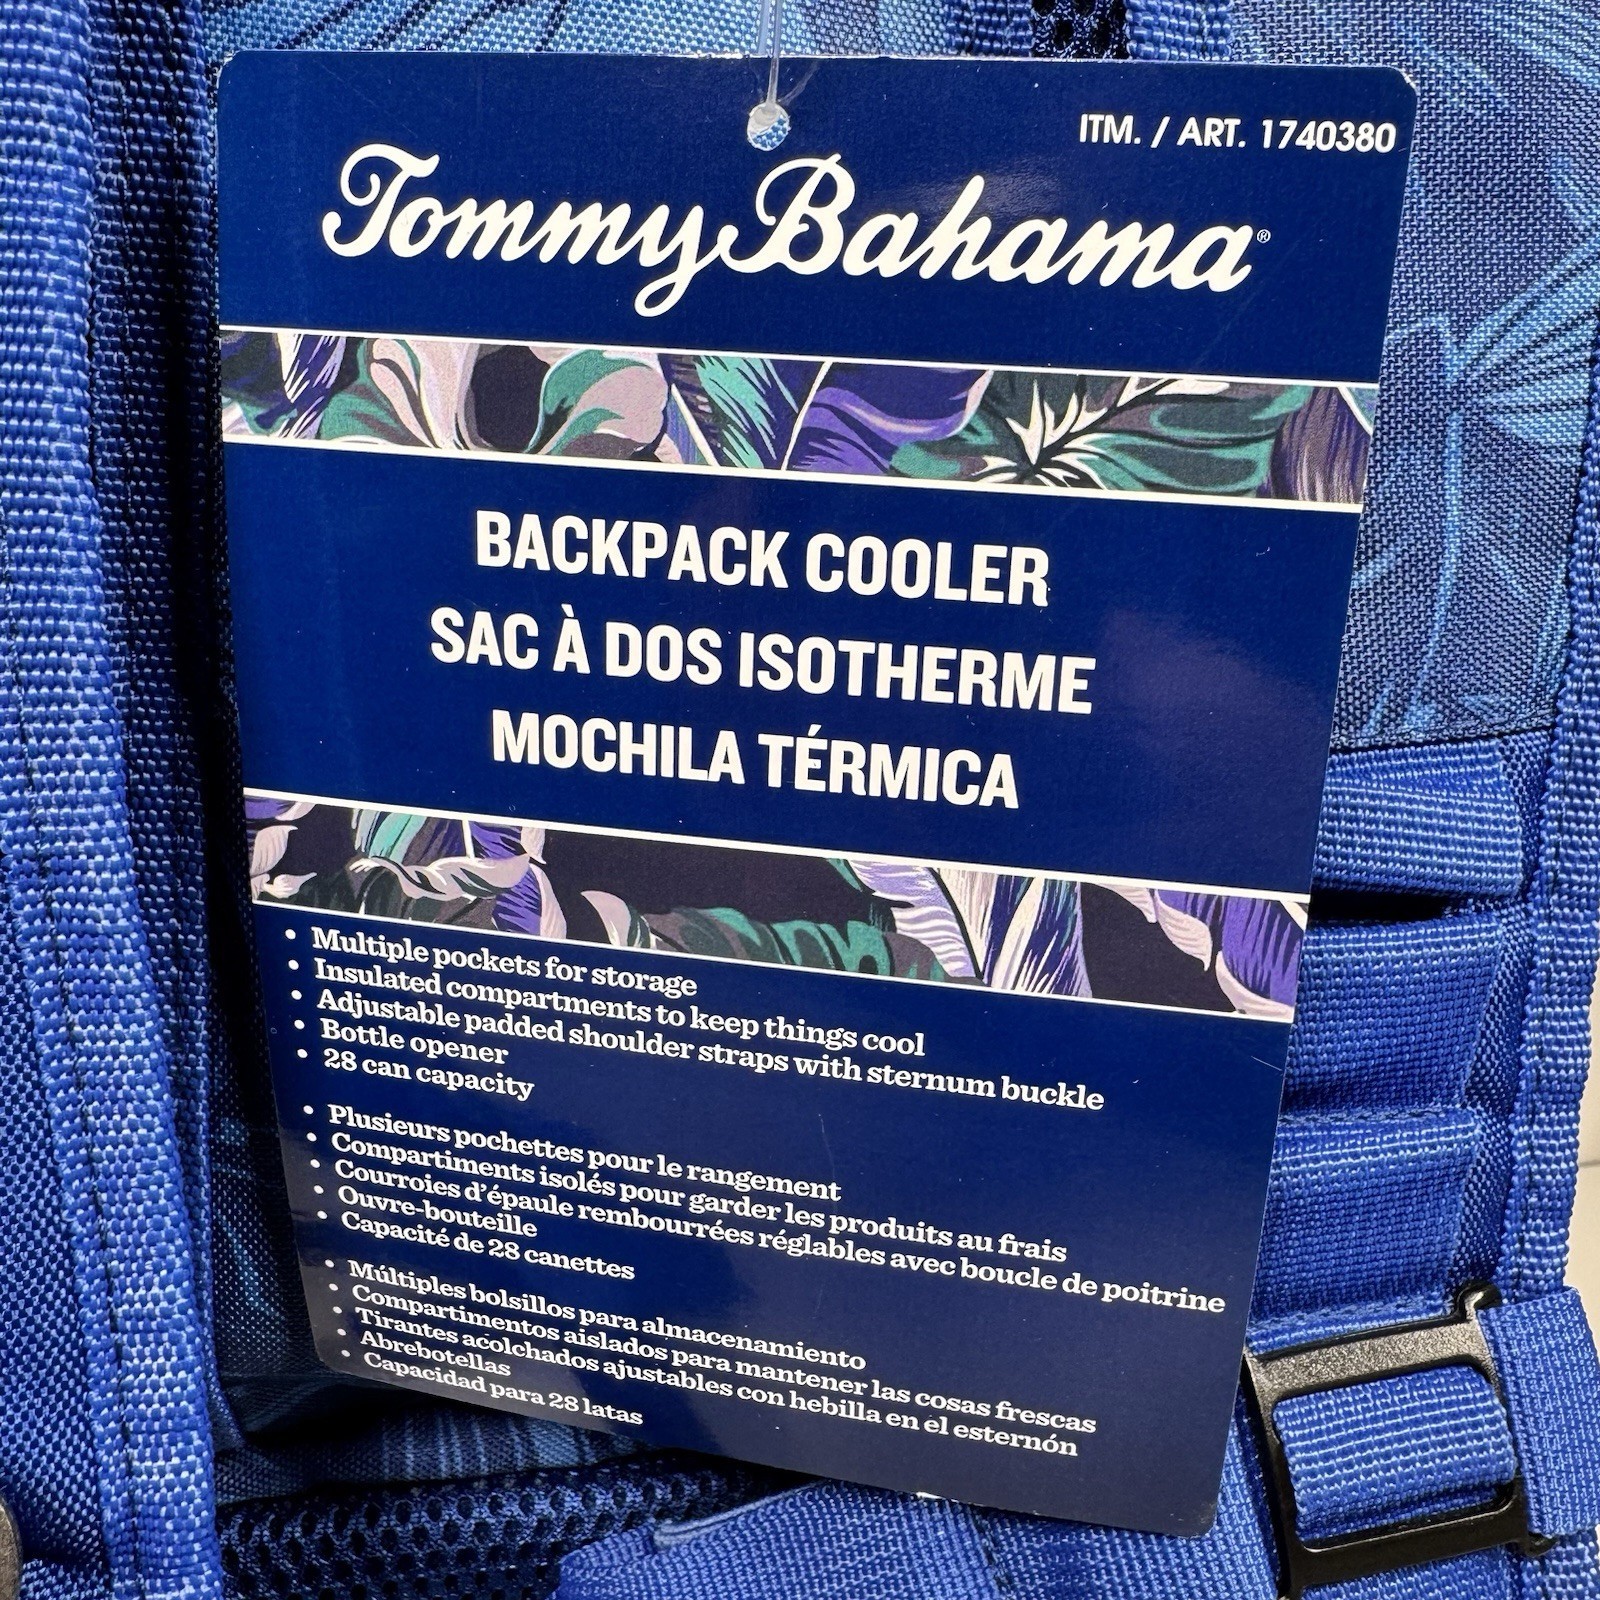 ITM. / ART. 1740380
Tommy Bahama®
BACKPACK COOLER
SAC À DOS ISOTHERME
MOCHILA TÉRMICA
• Multiple pockets for storage
• Insulated compartments to keep things cool
• Adjustable padded shoulder straps with sternum buckle
• Bottle opener
• 28 can capacity
• Plusieurs pochettes pour le rangement
• Compartiments isolés pour garder les produits au frais
• Courroies d'épaule rembourrées réglables avec boucle de poitrine
• Ouvre-bouteille
• Capacité de 28 canettes
• Múltiples bolsillos para almacenamiento
• Compartimentos aislados para mantener las cosas frescas
• Tirantes acolchados ajustables con hebilla en el esternón
• Abrebotellas
• Capacidad para 28 latas